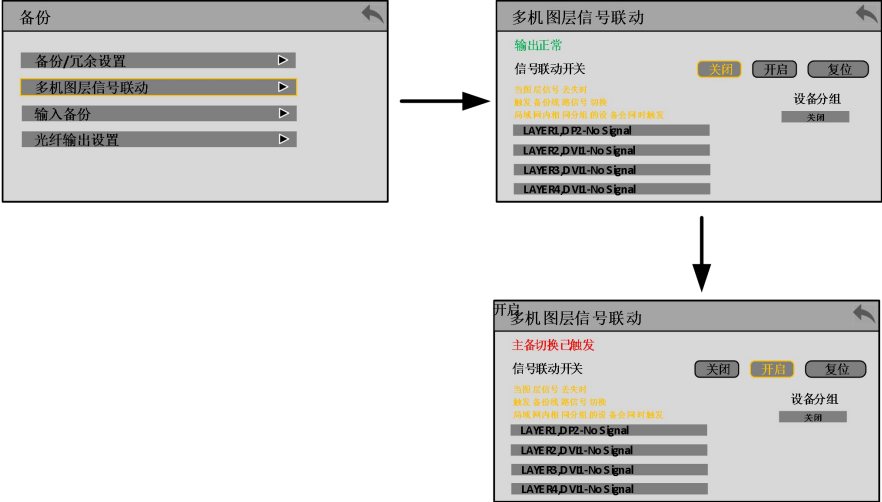 备份
备份/冗余设置
多机图层信号联动
输入备份
光纤输出设置
多机图层信号联动
输出正常
信号联动开关
关闭
开启
复位
当图层信号丢失时
触发备份线路信号切换
局域网内相同分组的设备会同时触发
设备分组
关闭
LAYER1,DP2-No Signal
LAYER2,DVI1-No Signal
LAYER3,DVI1-No Signal
LAYER4,DVI1-No Signal
开启
多机图层信号联动
主备切换已触发
信号联动开关
关闭
开启
复位
当图层信号丢失时
触发备份线路信号切换
局域网内相同分组的设备会同时触发
设备分组
关闭
LAYER1,DP2-No Signal
LAYER2,DVI1-No Signal
LAYER3,DVI1-No Signal
LAYER4,DVI1-No Signal